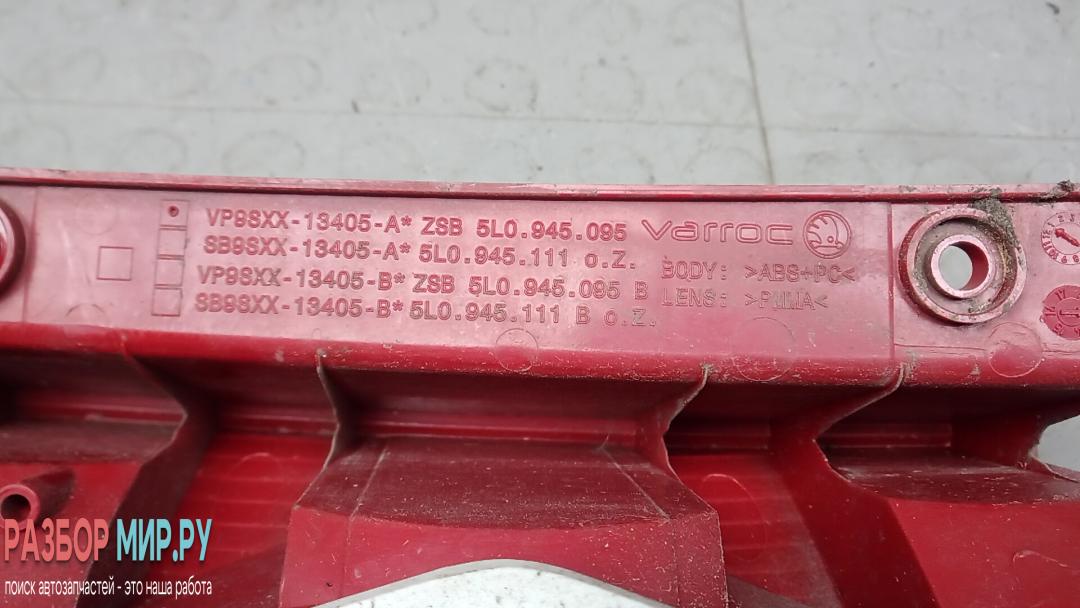 VP9SXX-13405-A* ZSB 5L0.945.095
SB9SXX-13405-A* 5L0.945.111 o.Z.
VP9SXX-13405-B* ZSB 5L0.945.095 B
SB9SXX-13405-B* 5L0.945.111 B o.Z.
varroc
BODY: >ABS+PC<
LENS: >PMMA<
РАЗБОР МИР.РУ
поиск автозапчастей - это наша работа